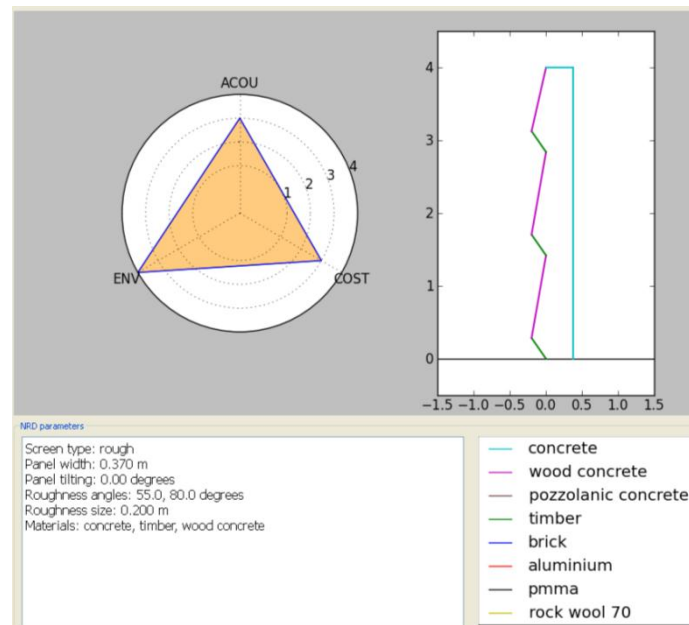 ACOU
4
3
2
1
ENV
COST
4
3
2
1
0
−1.5 −1.0 −0.5 0.0 0.5 1.0 1.5
NRD parameters
Screen type: rough
Panel width: 0.370 m
Panel tilting: 0.00 degrees
Roughness angles: 55.0, 80.0 degrees
Roughness size: 0.200 m
Materials: concrete, timber, wood concrete
concrete
wood concrete
pozzolanic concrete
timber
brick
aluminium
pmma
rock wool 70